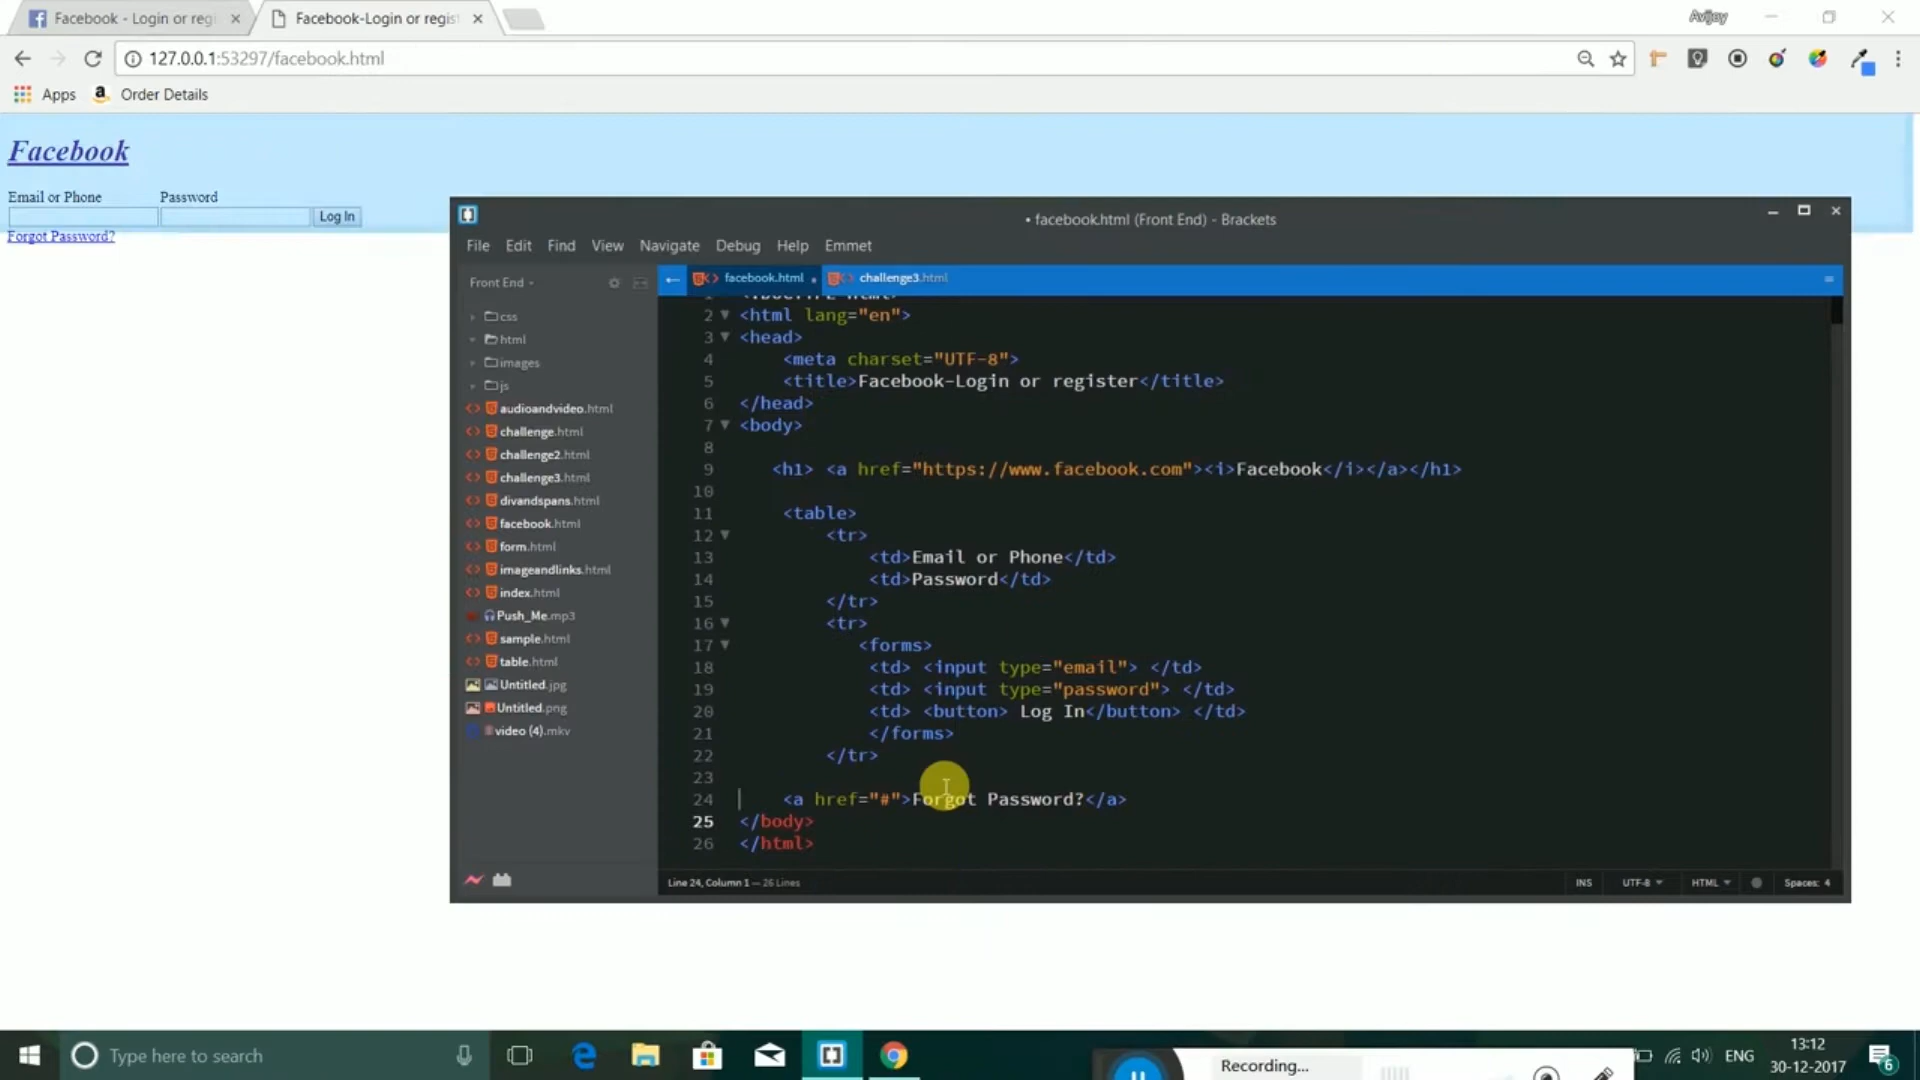 Facebook - Login or regi
Facebook-Login or regist
Avijoy
127.0.0.1:53297/facebook.html
Apps
Order Details
Facebook
Email or Phone Password
Log In
Forgot Password?
• facebook.html (Front End) - Brackets
File Edit Find View Navigate Debug Help Emmet
Front End
facebook.html
challenge3.html
css
html
images
js
audioandvideo.html
challenge.html
challenge2.html
challenge3.html
divandspans.html
facebook.html
form.html
imageandlinks.html
index.html
Push_Me.mp3
sample.html
table.html
Untitled.jpg
Untitled.png
video (4).mkv
2 <html lang="en">
3 <head>
4 <meta charset="UTF-8">
5 <title>Facebook-Login or register</title>
6 </head>
7 <body>
8
9 <h1> <a href="https://www.facebook.com"><i>Facebook</i></a></h1>
10
11 <table>
12 <tr>
13 <td>Email or Phone</td>
14 <td>Password</td>
15 </tr>
16 <tr>
17 <forms>
18 <td> <input type="email"> </td>
19 <td> <input type="password"> </td>
20 <td> <button> Log In</button> </td>
21 </forms>
22 </tr>
23
24 <a href="#">Forgot Password?</a>
25 </body>
26 </html>
Line 24, Column 1 — 26 Lines
INS UTF-8 HTML Spaces: 4
Type here to search
Recording...
ENG
13:12
30-12-2017
6